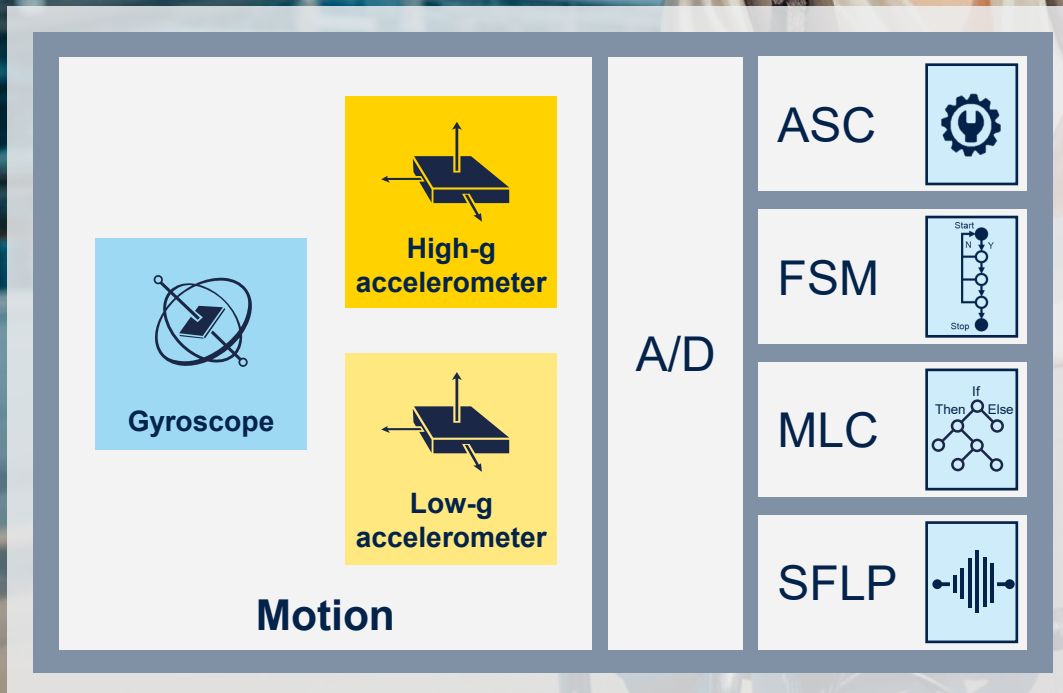 High-g
accelerometer
Gyroscope
Low-g
accelerometer
Motion
A/D
ASC
FSM
Start
N Y
Stop
MLC
If
Then Else
SFLP